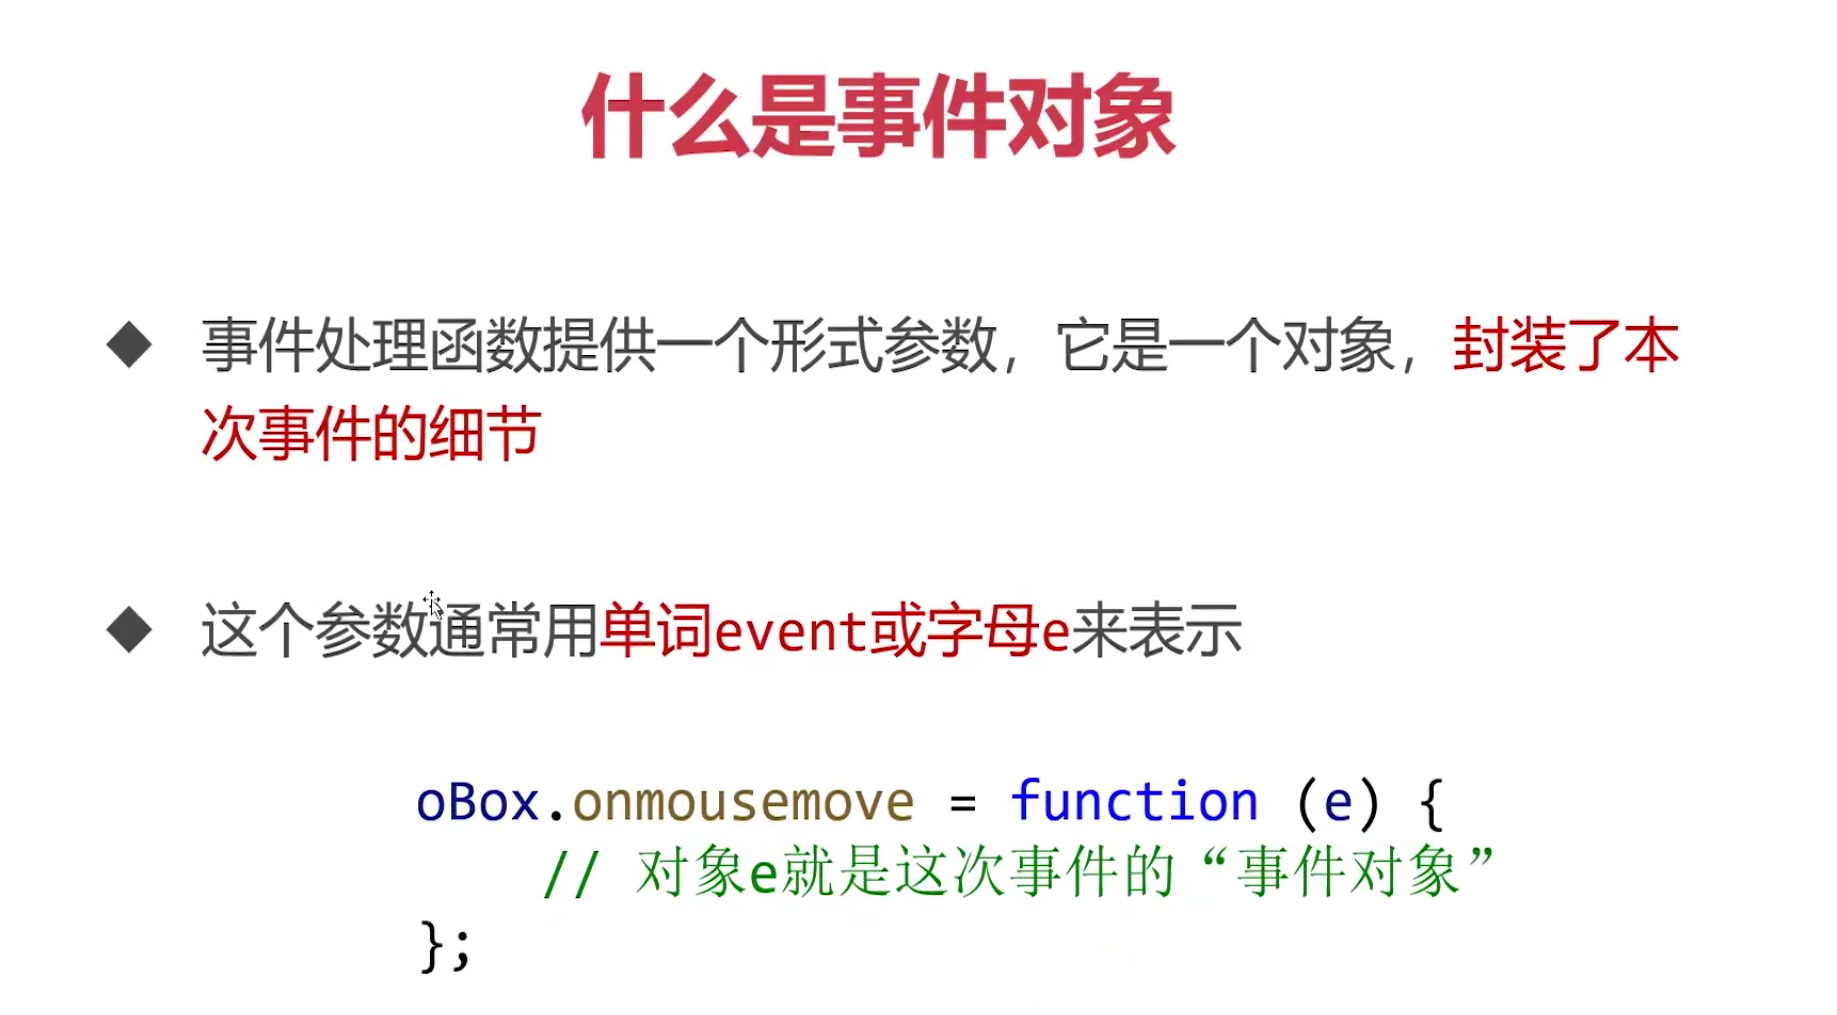 什么是事件对象
事件处理函数提供一个形式参数，它是一个对象，封装了本
次事件的细节
这个参数通常用单词event或字母e来表示
oBox.onmousemove = function (e) {
    // 对象e就是这次事件的“事件对象”
};